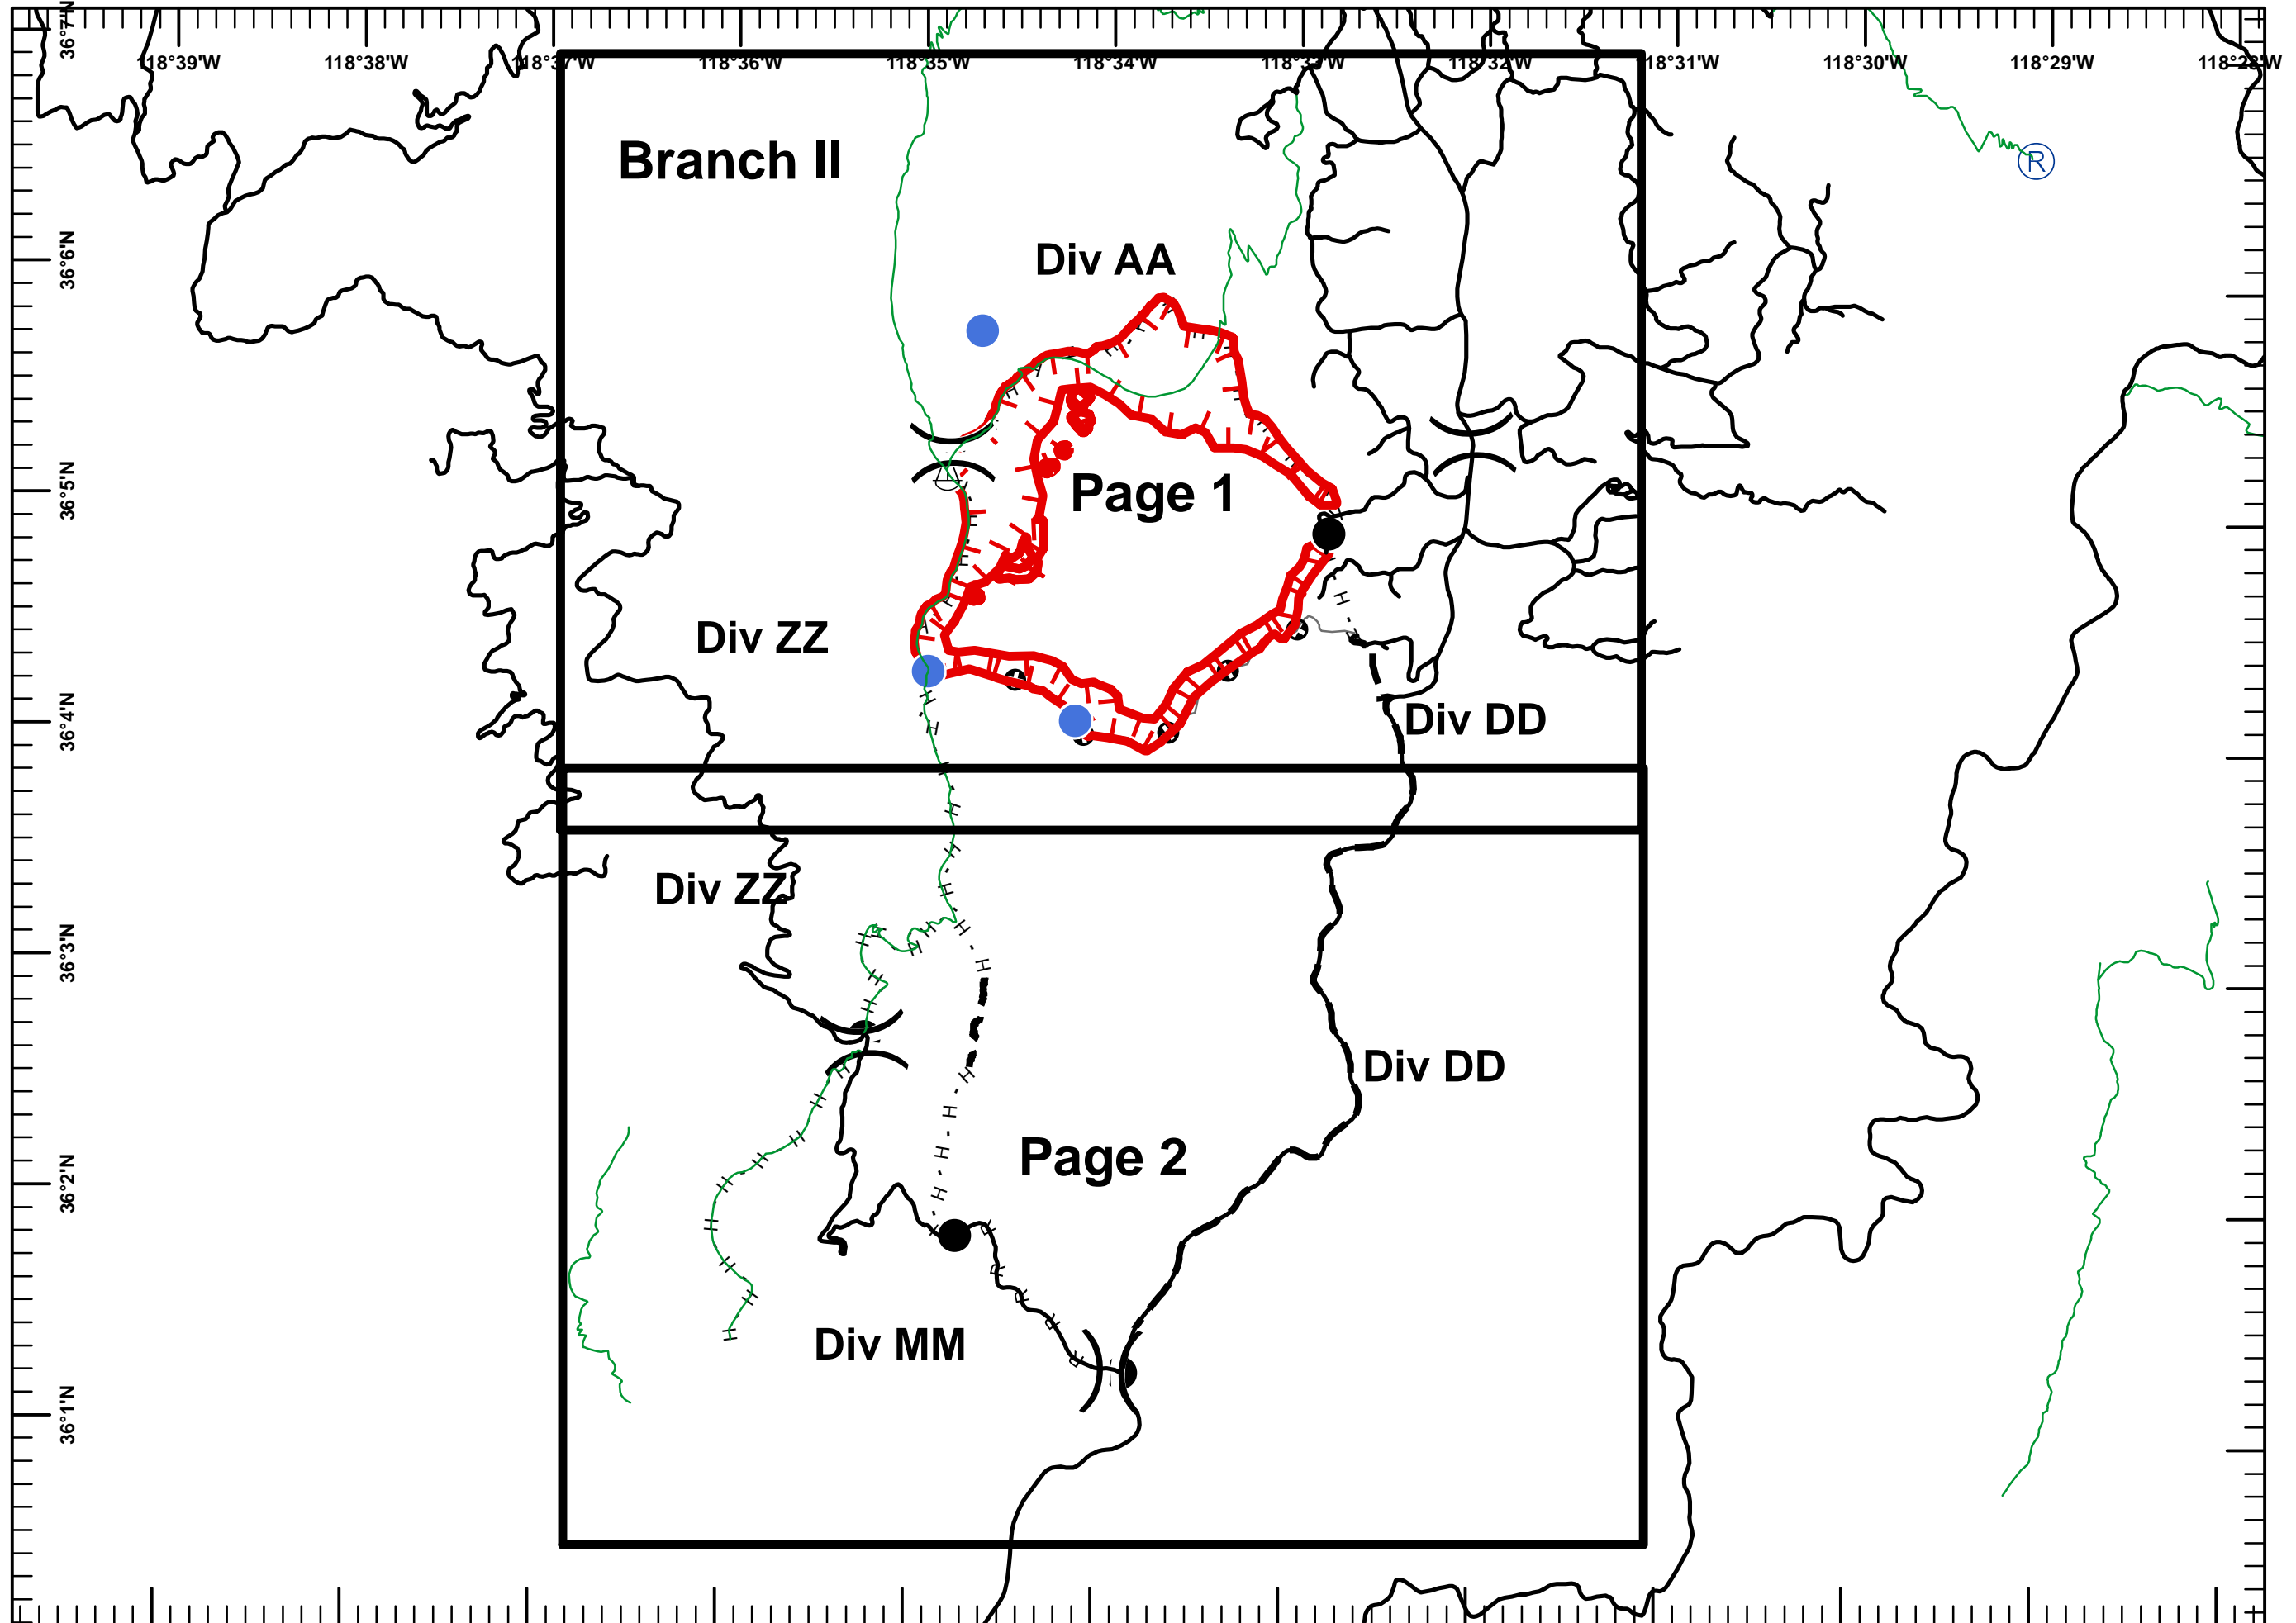 118°39'W 118°38'W 118°37'W 118°36'W 118°35'W 118°34'W 118°33'W 118°32'W 118°31'W 118°30'W 118°29'W 118°28'W
36°7'N
Branch II
R
36°6'N
Div AA
36°5'N
Page 1
Div ZZ
36°4'N
Div DD
Div ZZ
36°3'N
Div DD
Page 2
36°2'N
Div MM
36°1'N